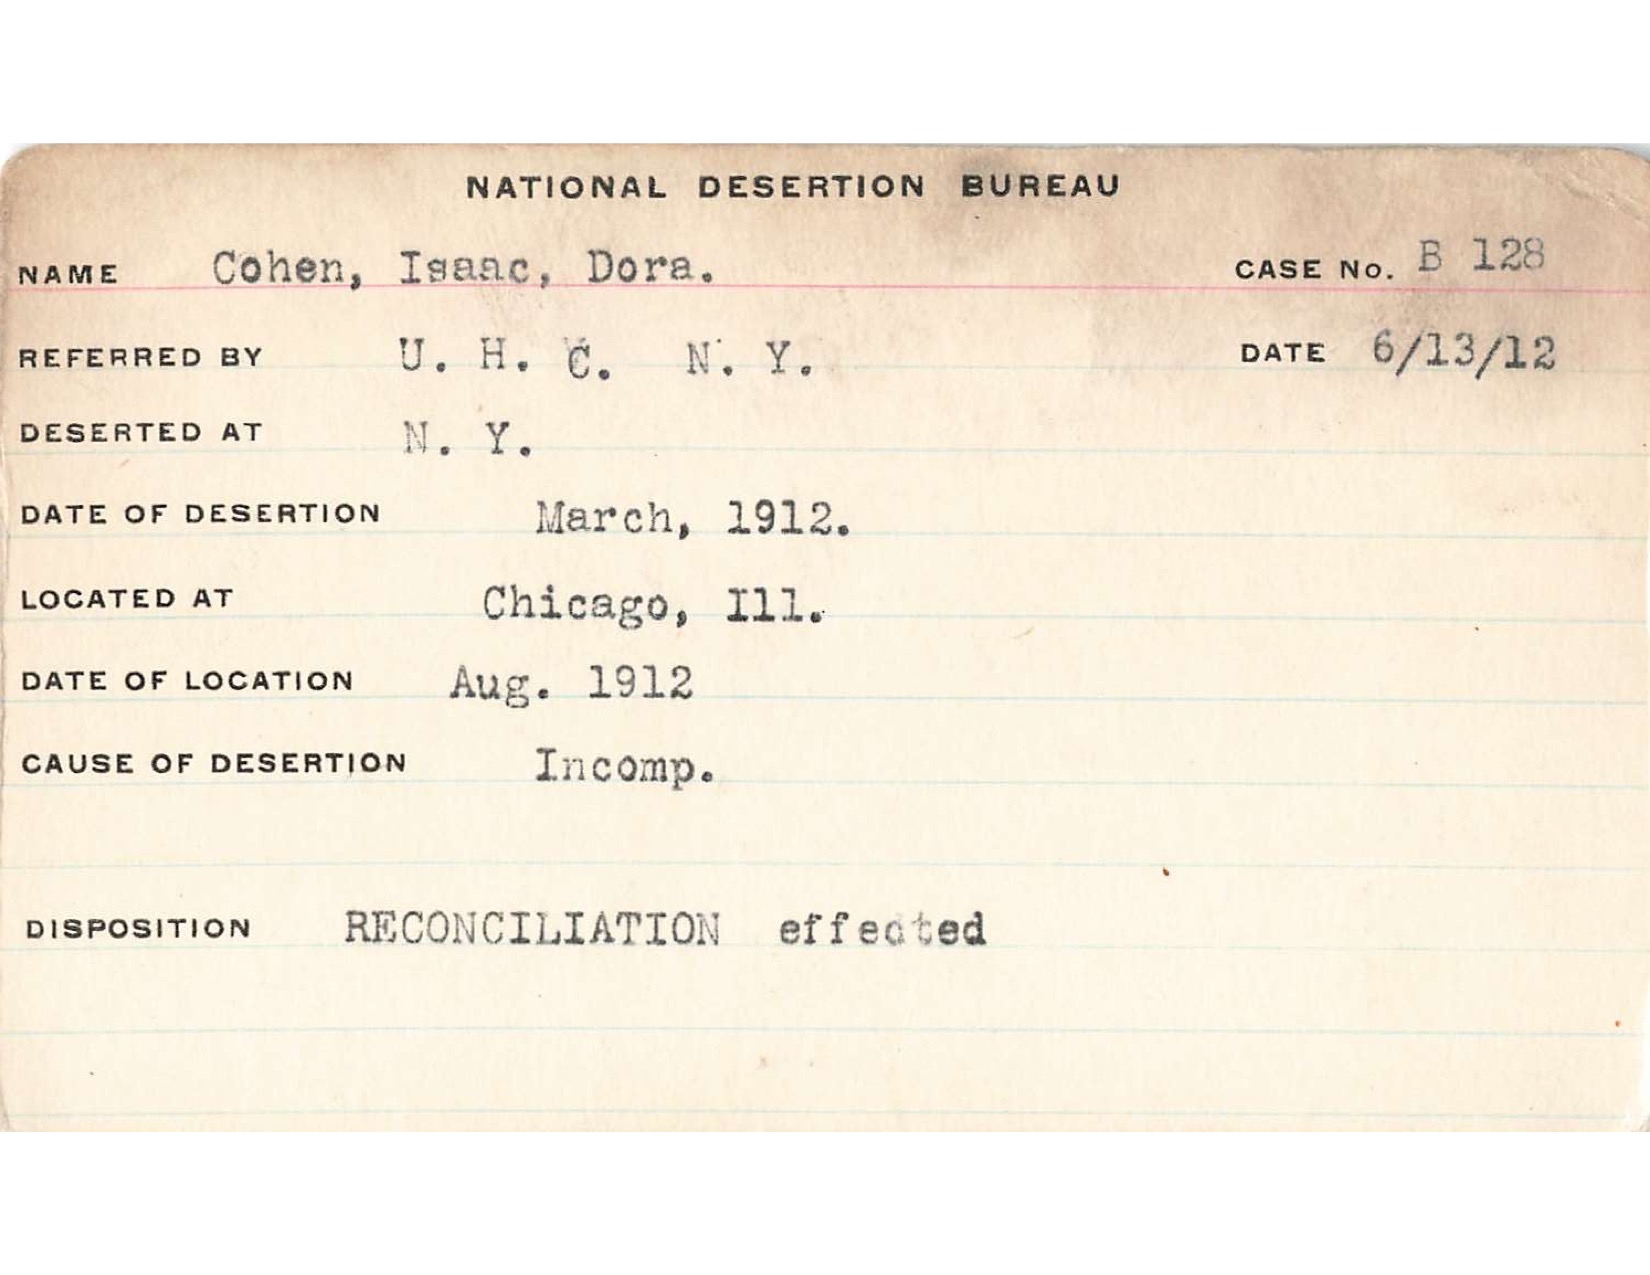 NATIONAL DESERTION BUREAU
NAME Cohen, Isaac, Dora. CASE No. B 128
REFERRED BY U. H. C. N. Y. DATE 6/13/12
DESERTED AT N. Y.
DATE OF DESERTION March, 1912.
LOCATED AT Chicago, Ill.
DATE OF LOCATION Aug. 1912
CAUSE OF DESERTION Incomp.
DISPOSITION RECONCILIATION effected